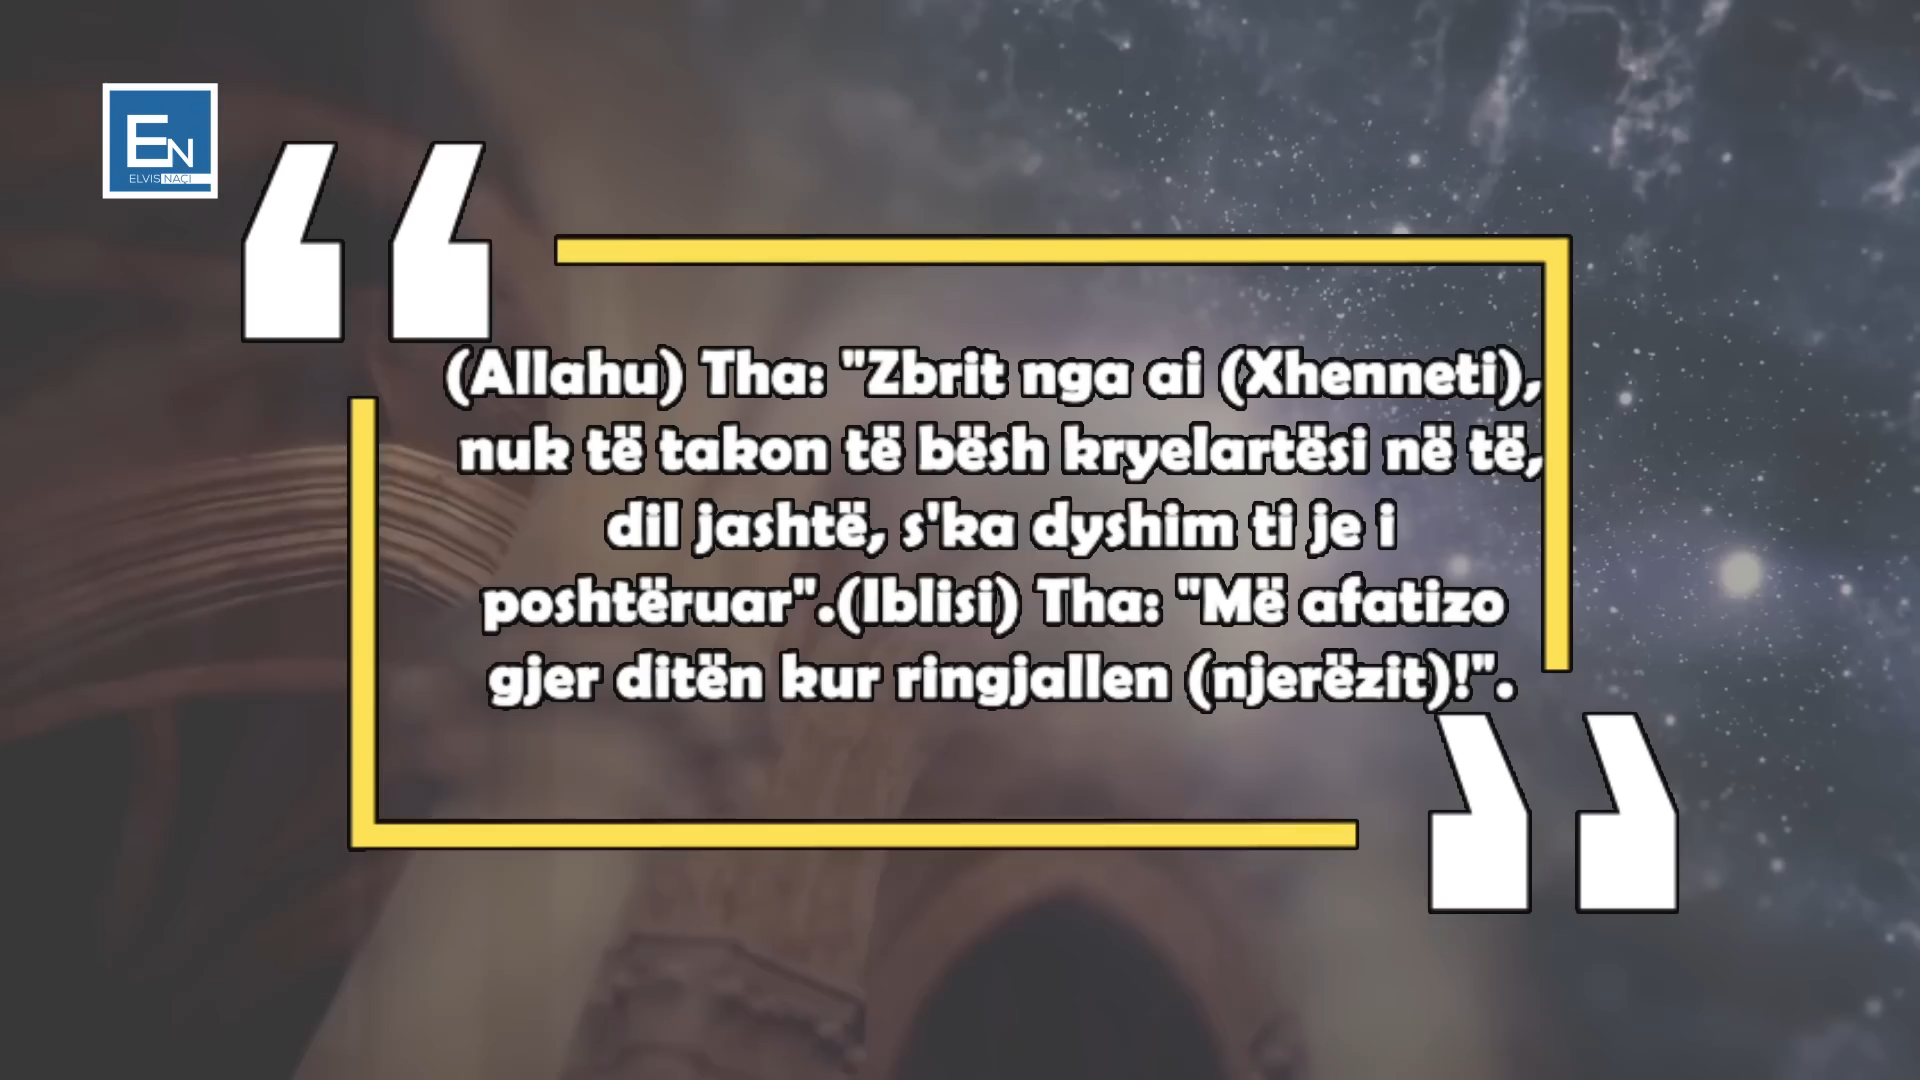 EN
ELVIS NAÇI
(Allahu) Tha: "Zbrit nga ai (Xhenneti),
nuk të takon të bësh kryelartësi në të,
dil jashtë, s'ka dyshim ti je i
poshtëruar".(Iblisi) Tha: "Më afatizo
gjer ditën kur ringjallen (njerëzit)!".